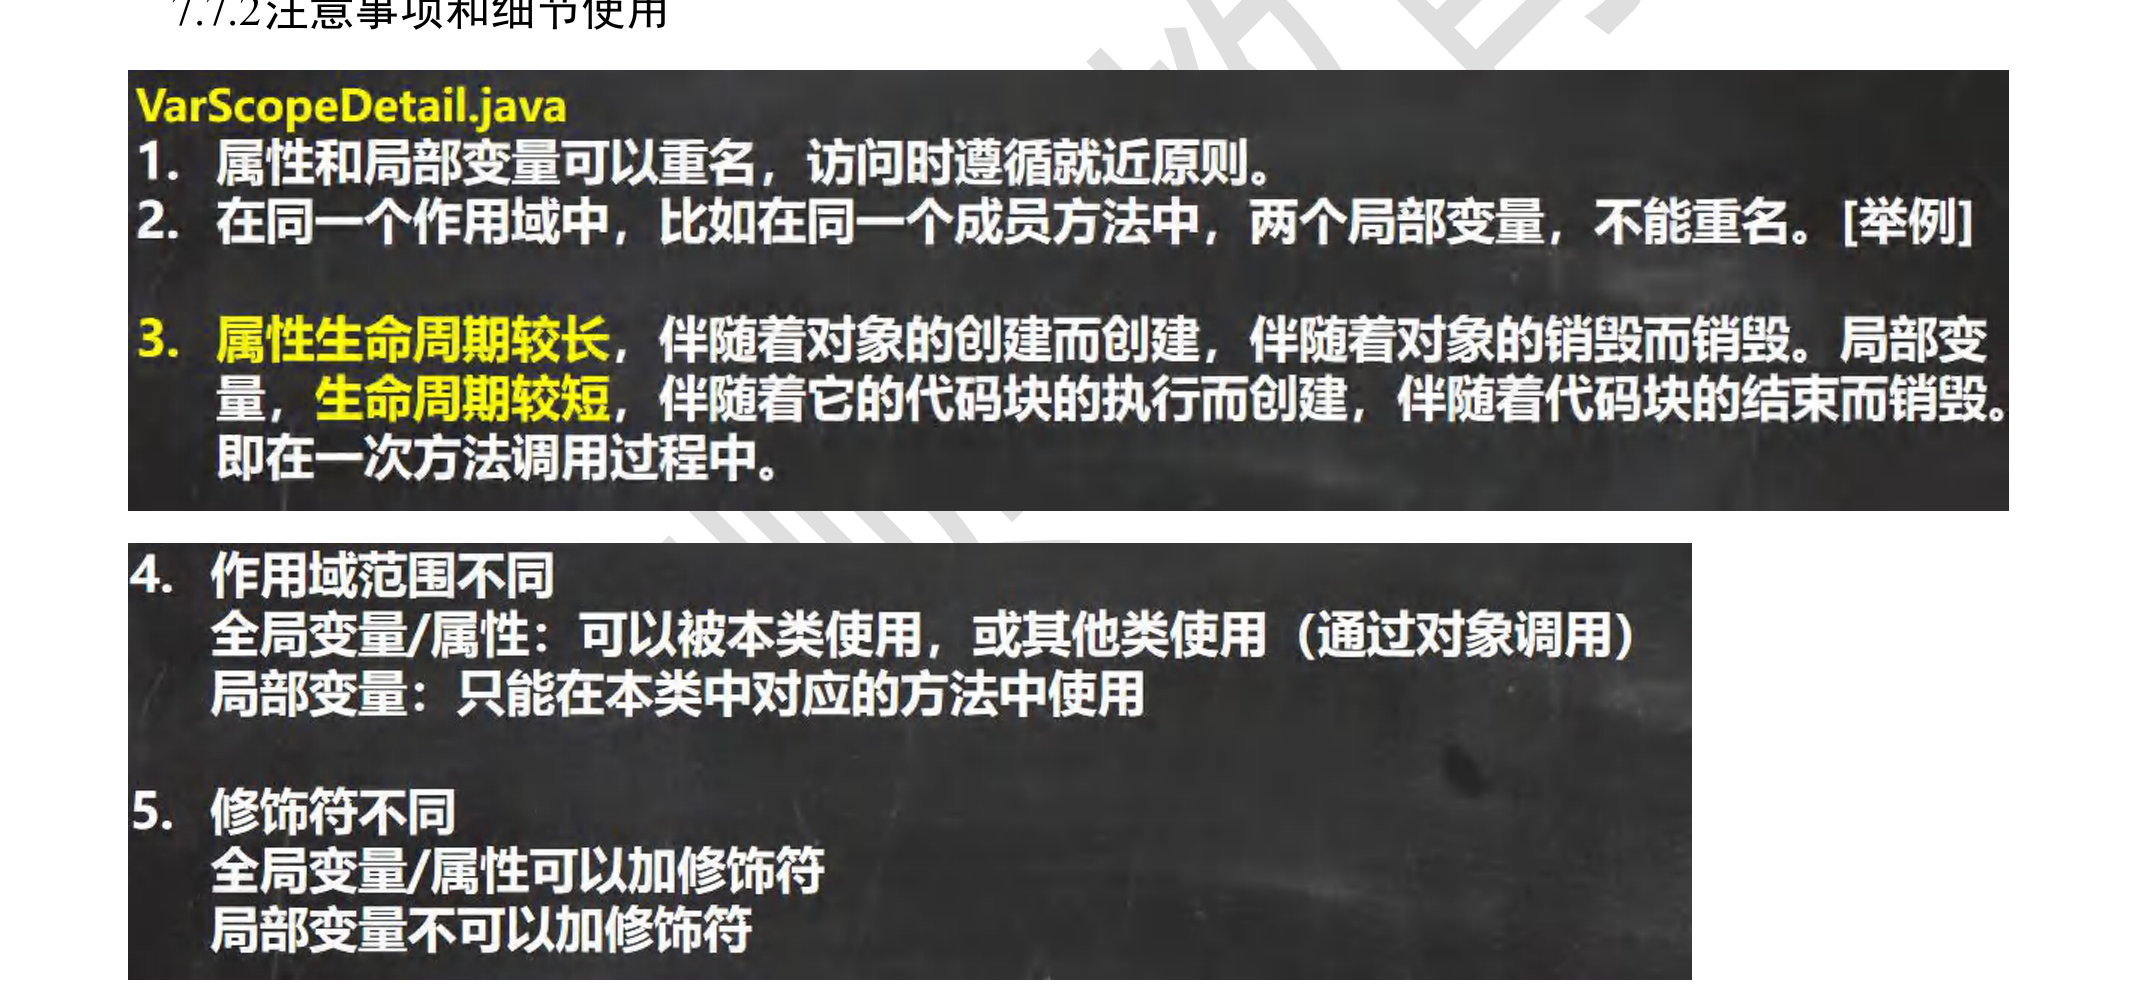 7.7.2注意事项和细节使用
VarScopeDetail.java
1. 属性和局部变量可以重名，访问时遵循就近原则。
2. 在同一个作用域中，比如在同一个成员方法中，两个局部变量，不能重名。[举例]
3. 属性生命周期较长，伴随着对象的创建而创建，伴随着对象的销毁而销毁。局部变
量，生命周期较短，伴随着它的代码块的执行而创建，伴随着代码块的结束而销毁。
即在一次方法调用过程中。
4. 作用域范围不同
全局变量/属性：可以被本类使用，或其他类使用（通过对象调用）
局部变量：只能在本类中对应的方法中使用
5. 修饰符不同
全局变量/属性可以加修饰符
局部变量不可以加修饰符